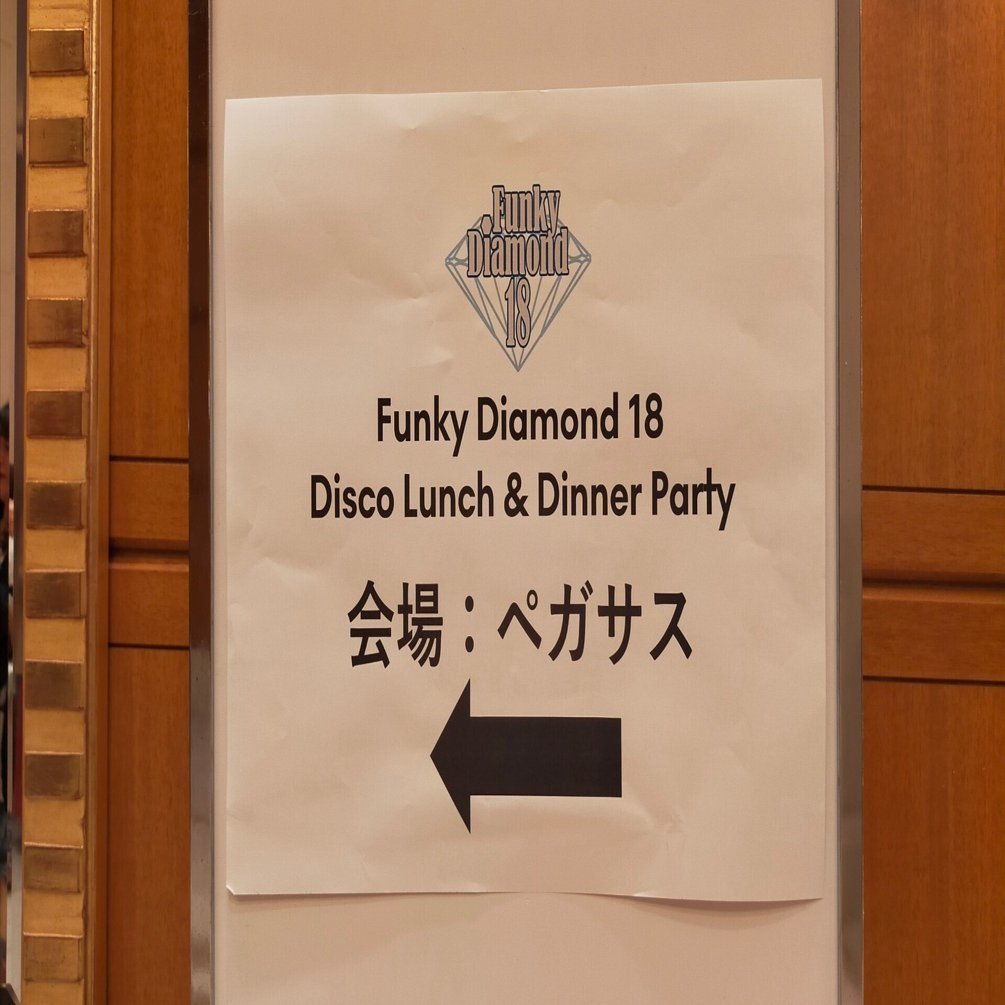 Funky
Diamond
18
Funky Diamond 18
Disco Lunch & Dinner Party
会場：ペガサス